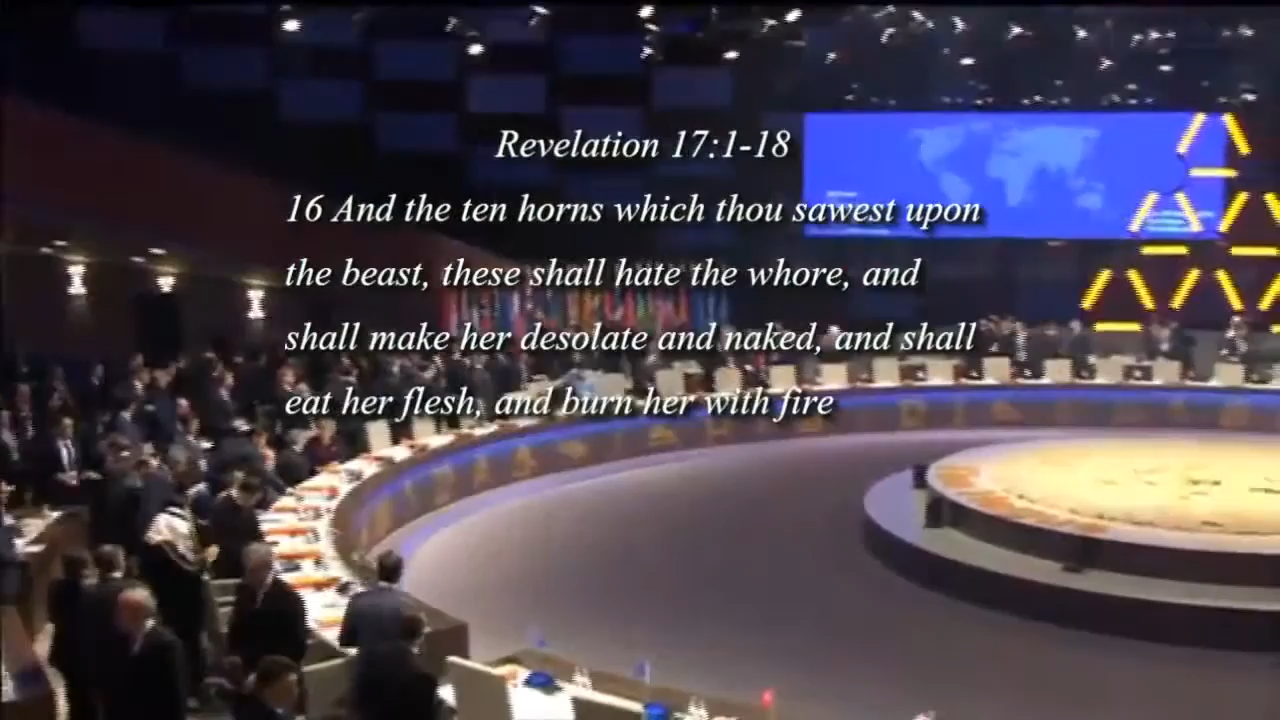 Revelation 17:1-18
16 And the ten horns which thou sawest upon
the beast, these shall hate the whore, and
shall make her desolate and naked, and shall
eat her flesh, and burn her with fire